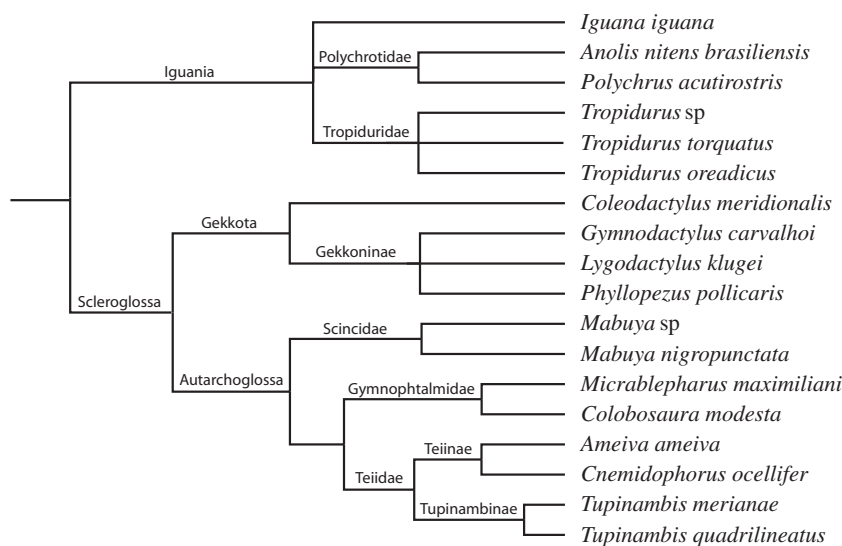 Iguana iguana
Polychrotidae
Anolis nitens brasiliensis
Iguania
Polychrus acutirostris
Tropidurus sp
Tropiduridae
Tropidurus torquatus
Tropidurus oreadicus
Coleodactylus meridionalis
Gekkota
Gymnodactylus carvalhoi
Gekkoninae
Lygodactylus klugei
Phyllopezus pollicaris
Scleroglossa
Mabuya sp
Scincidae
Mabuya nigropunctata
Autarchoglossa
Micrablepharus maximiliani
Gymnophtalmidae
Colobosaura modesta
Ameiva ameiva
Teiinae
Cnemidophorus ocellifer
Teiidae
Tupinambis merianae
Tupinambinae
Tupinambis quadrilineatus